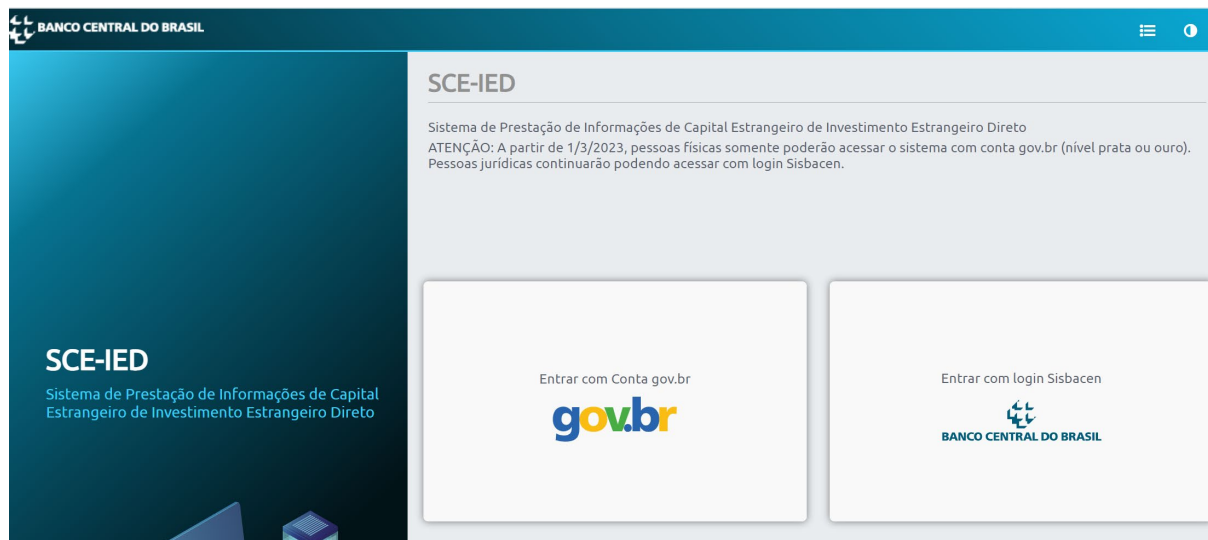 BANCO CENTRAL DO BRASIL
SCE-IED
Sistema de Prestação de Informações de Capital Estrangeiro de Investimento Estrangeiro Direto
ATENÇÃO: A partir de 1/3/2023, pessoas físicas somente poderão acessar o sistema com conta gov.br (nível prata ou ouro).
Pessoas jurídicas continuarão podendo acessar com login Sisbacen.
SCE-IED
Sistema de Prestação de Informações de Capital
Estrangeiro de Investimento Estrangeiro Direto
Entrar com Conta gov.br
gov.br
Entrar com login Sisbacen
BANCO CENTRAL DO BRASIL